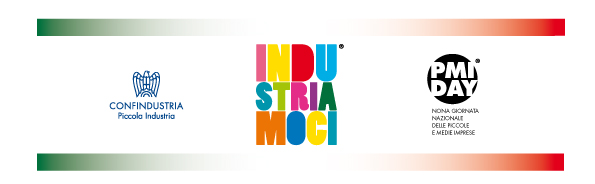 CONFINDUSTRIA
Piccola Industria
INDU®
STRIA
MOCI
PMI®
DAY
NONA GIORNATA
NAZIONALE
DELLE PICCOLE
E MEDIE IMPRESE